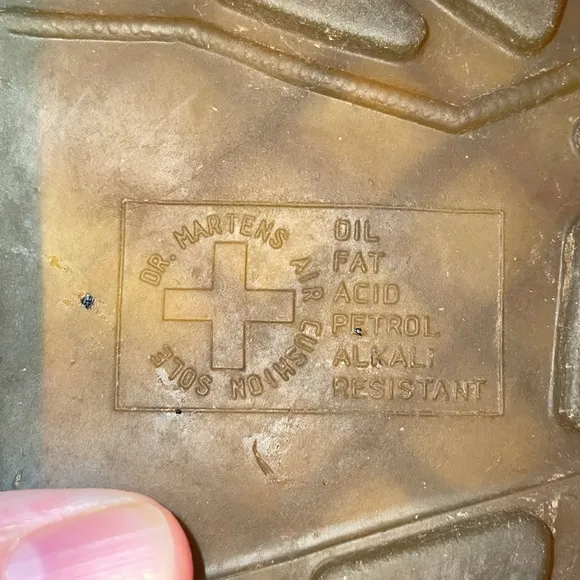 DR. MARTENS AIR CUSHION SOLE
OIL
FAT
ACID
PETROL
ALKALi
RESISTANT